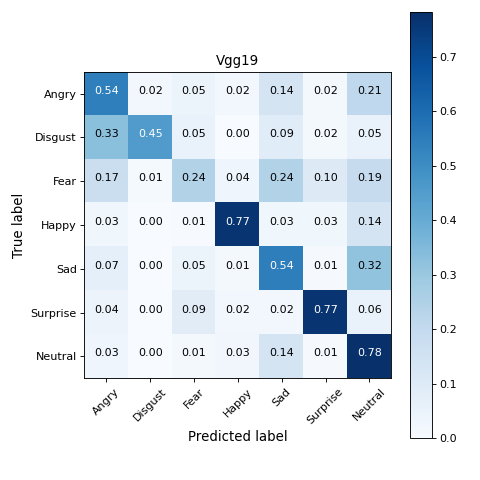 Vgg19
Angry 0.54 0.02 0.05 0.02 0.14 0.02 0.21
Disgust 0.33 0.45 0.05 0.00 0.09 0.02 0.05
Fear 0.17 0.01 0.24 0.04 0.24 0.10 0.19
Happy 0.03 0.00 0.01 0.77 0.03 0.03 0.14
Sad 0.07 0.00 0.05 0.01 0.54 0.01 0.32
Surprise 0.04 0.00 0.09 0.02 0.02 0.77 0.06
Neutral 0.03 0.00 0.01 0.03 0.14 0.01 0.78
Angry Disgust Fear Happy Sad Surprise Neutral
Predicted label
True label
0.7
0.6
0.5
0.4
0.3
0.2
0.1
0.0